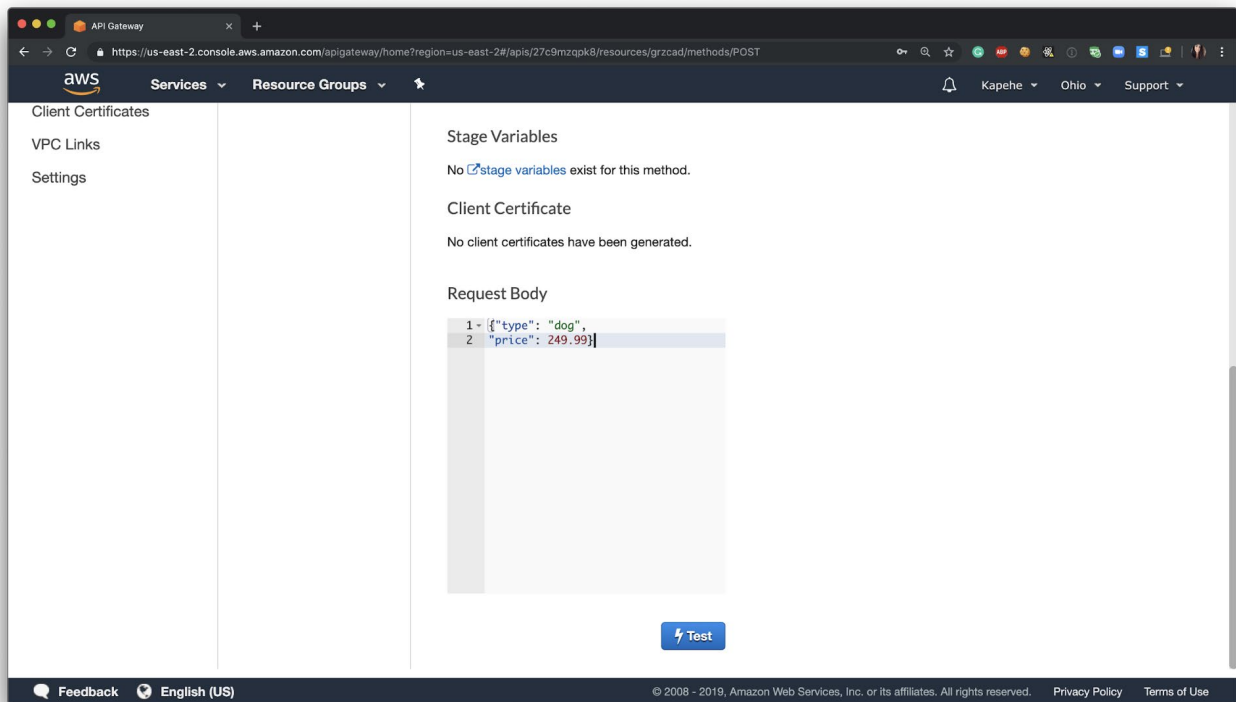 API Gateway
https://us-east-2.console.aws.amazon.com/apigateway/home?region=us-east-2#/apis/27c9mzqpk8/resources/grzcad/methods/POST
ABP
S
aws Services Resource Groups Kapehe Ohio Support
Client Certificates
VPC Links
Settings
Stage Variables
No stage variables exist for this method.
Client Certificate
No client certificates have been generated.
Request Body
1 {"type": "dog",
2 "price": 249.99}
Test
Feedback English (US) © 2008 - 2019, Amazon Web Services, Inc. or its affiliates. All rights reserved. Privacy Policy Terms of Use